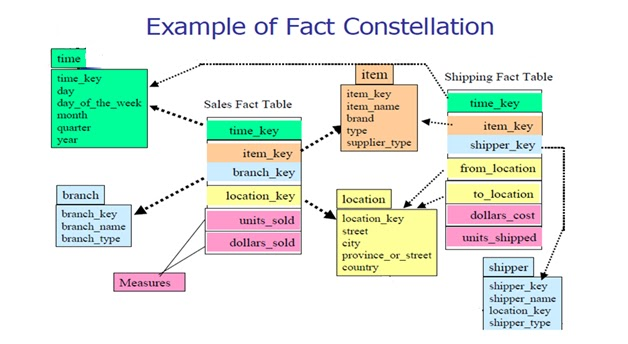 Example of Fact Constellation
time
time_key
day
day_of_the_week
month
quarter
year
Sales Fact Table
time_key
item_key
branch_key
location_key
units_sold
dollars_sold
Measures
branch
branch_key
branch_name
branch_type
item
item_key
item_name
brand
type
supplier_type
location
location_key
street
city
province_or_street
country
Shipping Fact Table
time_key
item_key
shipper_key
from_location
to_location
dollars_cost
units_shipped
shipper
shipper_key
shipper_name
location_key
shipper_type